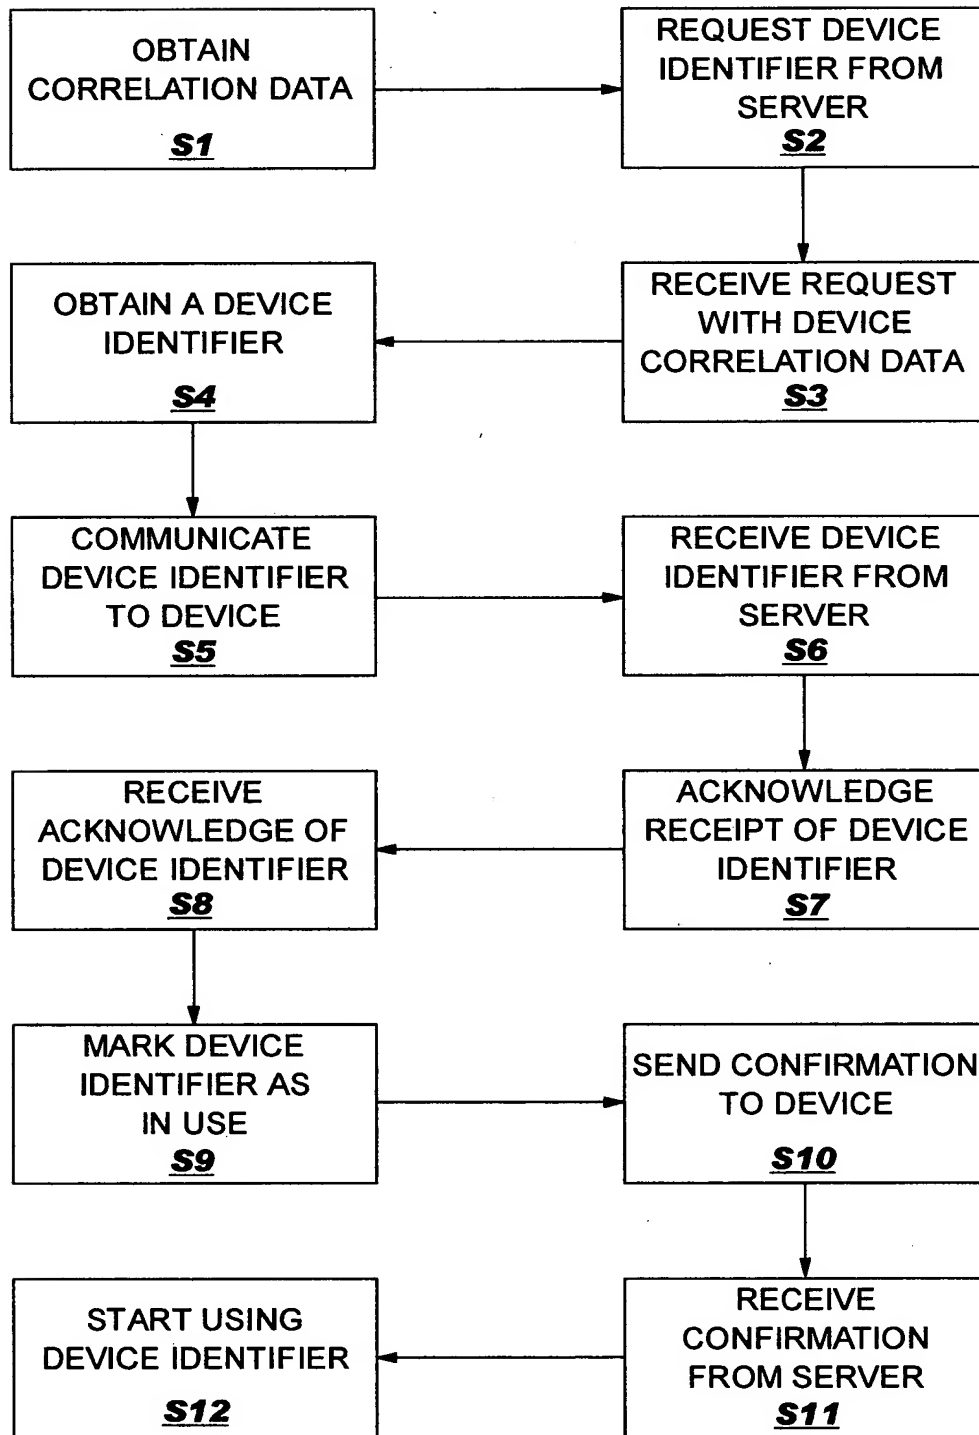 OBTAIN
CORRELATION DATA
S1
REQUEST DEVICE
IDENTIFIER FROM
SERVER
S2
RECEIVE REQUEST
WITH DEVICE
CORRELATION DATA
S3
OBTAIN A DEVICE
IDENTIFIER
S4
COMMUNICATE
DEVICE IDENTIFIER
TO DEVICE
S5
RECEIVE DEVICE
IDENTIFIER FROM
SERVER
S6
ACKNOWLEDGE
RECEIPT OF DEVICE
IDENTIFIER
S7
RECEIVE
ACKNOWLEDGE OF
DEVICE IDENTIFIER
S8
MARK DEVICE
IDENTIFIER AS
IN USE
S9
SEND CONFIRMATION
TO DEVICE
S10
RECEIVE
CONFIRMATION
FROM SERVER
S11
START USING
DEVICE IDENTIFIER
S12